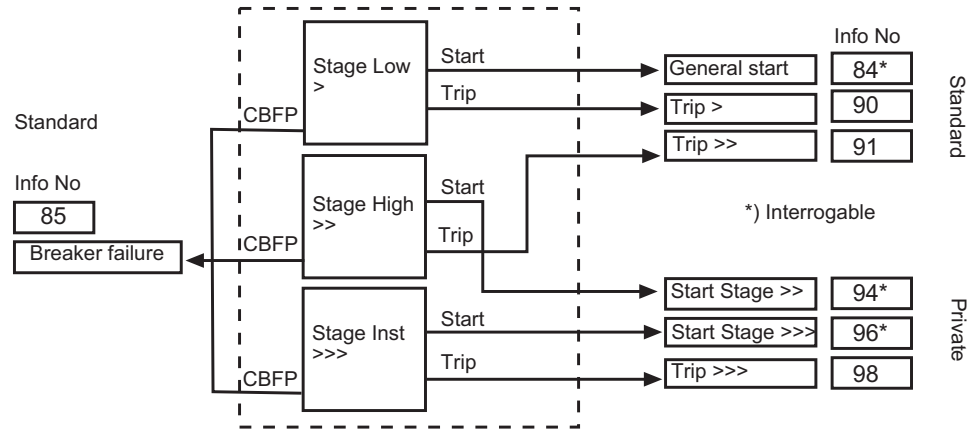 Standard
Info No
85
Breaker failure
CBFP
CBFP
CBFP
Stage Low
>
Stage High
>>
Stage Inst
>>>
Start
Trip
Start
Trip
Start
Trip
Info No
General start 84*
Trip > 90
Trip >> 91
Standard
*) Interrogable
Start Stage >> 94*
Start Stage >>> 96*
Trip >>> 98
Private